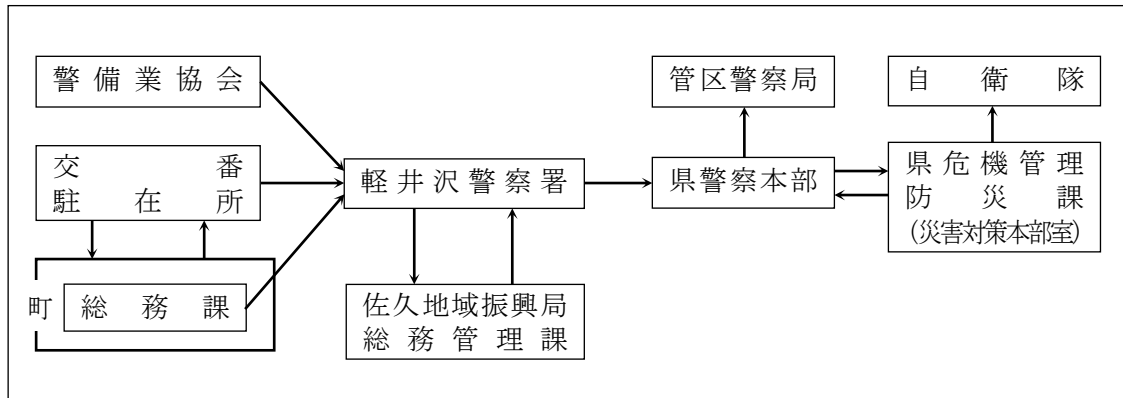 警備業協会
管区警察局
自衛隊
交番
駐在所
軽井沢警察署
県警察本部
県危機管理
防災課
(災害対策本部室)
町
総務課
佐久地域振興局
総務管理課